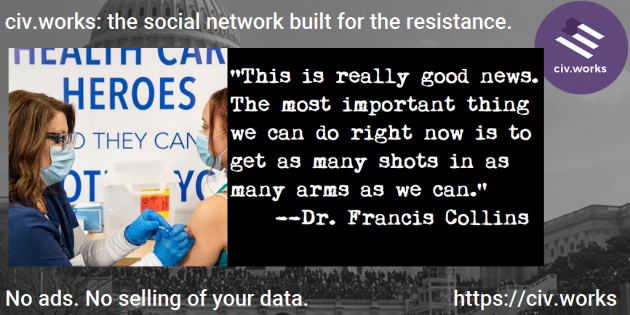 civ.works: the social network built for the resistance.
civ.works
HEALTH CAR
HEROES
D THEY CAN
OT YO
"This is really good news.
The most important thing
we can do right now is to
get as many shots in as
many arms as we can."
--Dr. Francis Collins
No ads. No selling of your data.
https://civ.works